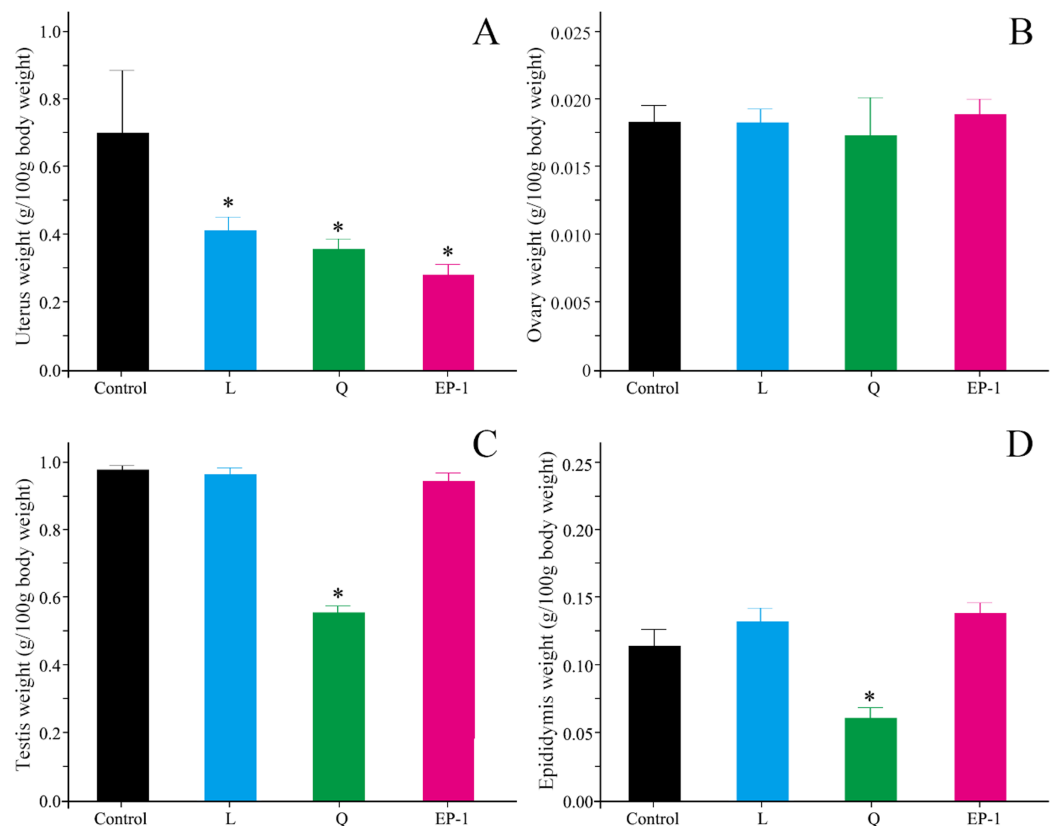 A
Uterus weight (g/100g body weight)
1.0
0.8
0.6
0.4
0.2
0.0
*
*
*
Control L Q EP-1
B
Ovary weight (g/100g body weight)
0.025
0.020
0.015
0.010
0.005
0
Control L Q EP-1
C
Testis weight (g/100g body weight)
1.0
0.8
0.6
0.4
0.2
0.0
*
Control L Q EP-1
D
Epididymis weight (g/100g body weight)
0.25
0.20
0.15
0.10
0.05
0.00
*
Control L Q EP-1